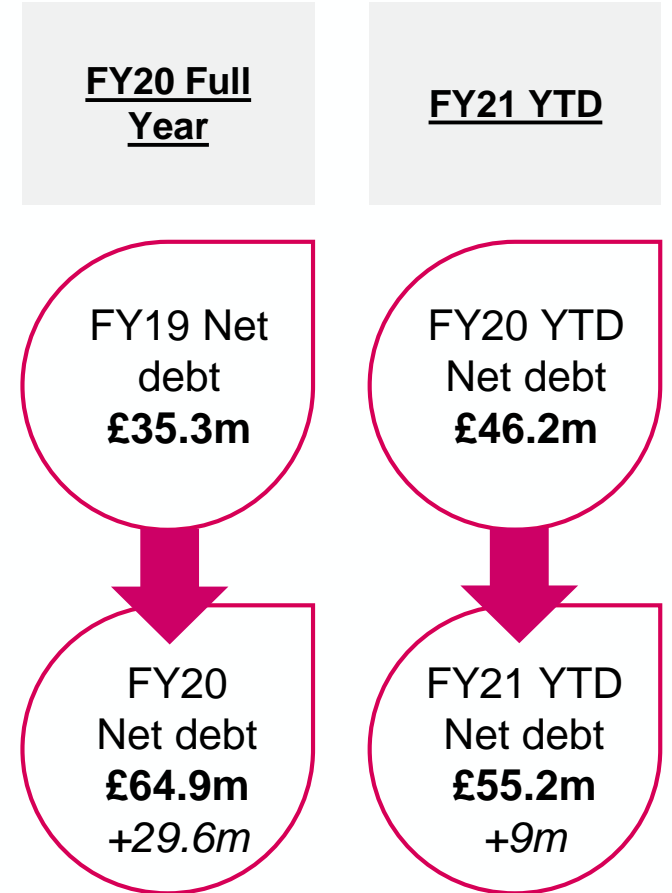 FY20 Full
Year
FY21 YTD
FY19 Net
debt
£35.3m
FY20 YTD
Net debt
£46.2m
FY20
Net debt
£64.9m
+29.6m
FY21 YTD
Net debt
£55.2m
+9m